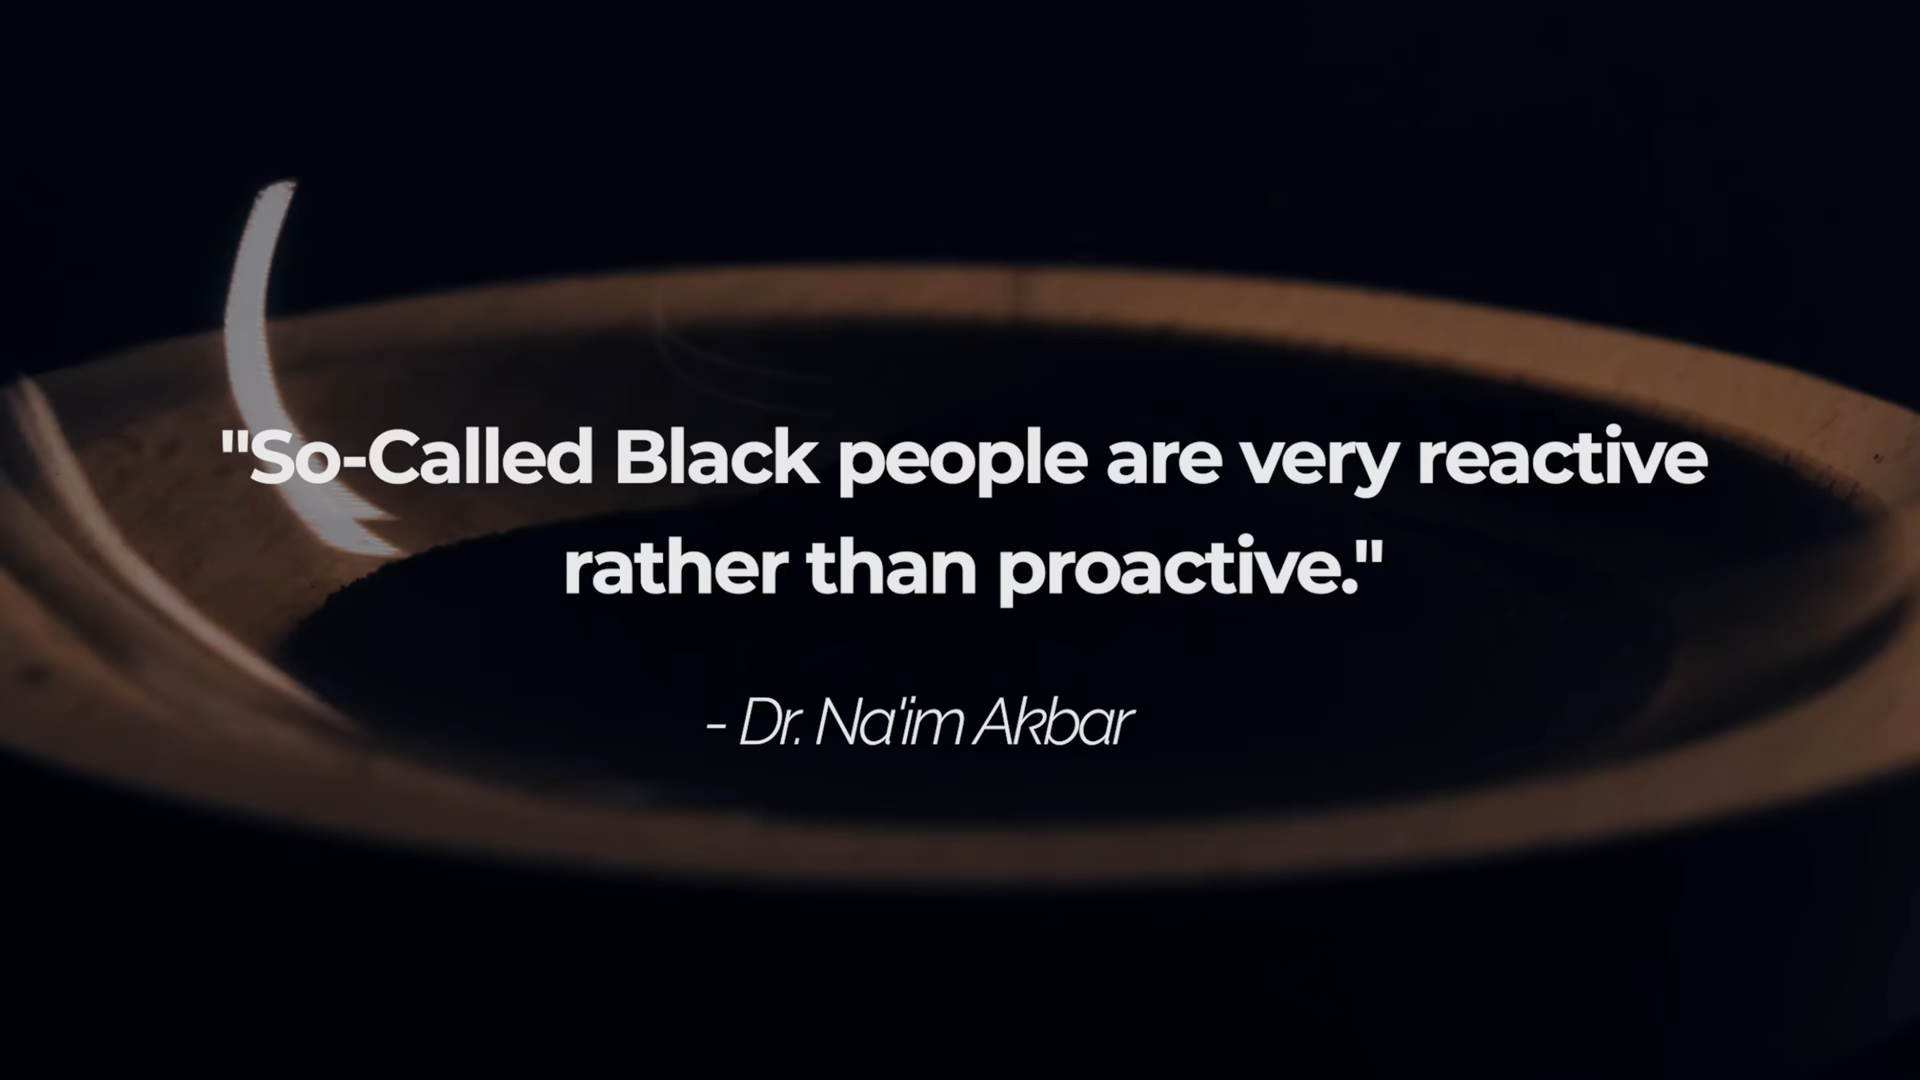 "So-Called Black people are very reactive
rather than proactive."
- Dr. Na'im Akbar